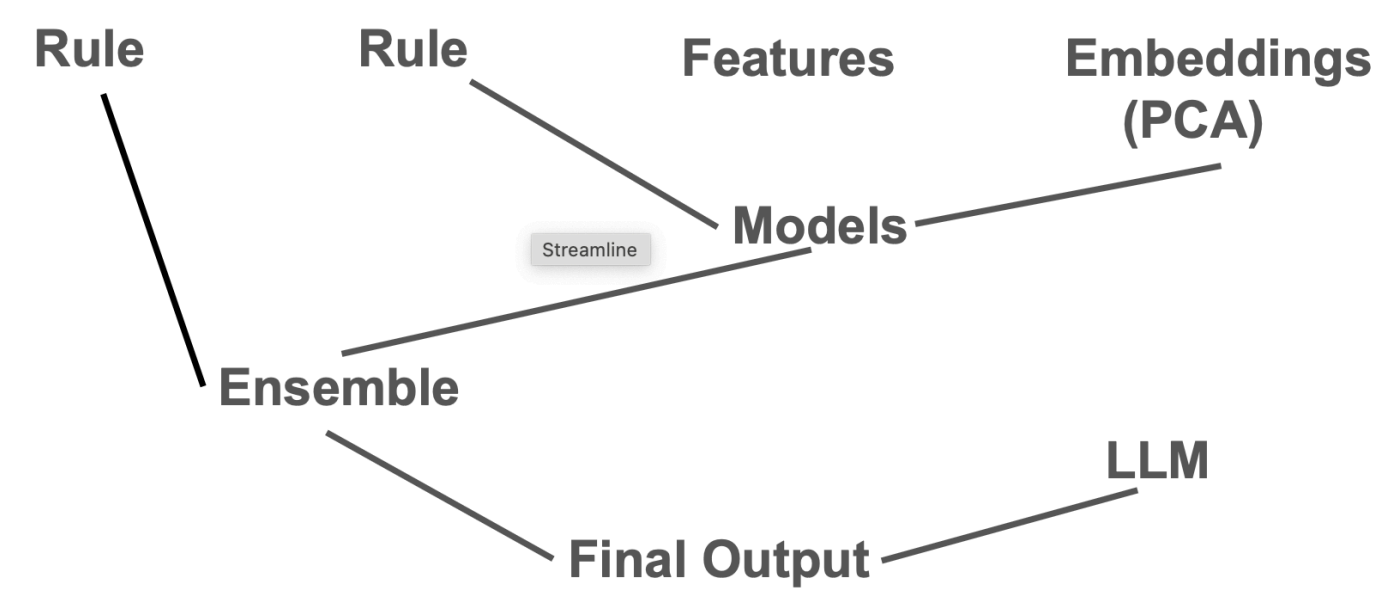 Rule
Rule
Features
Embeddings
(PCA)
Models
Streamline
Ensemble
LLM
Final Output